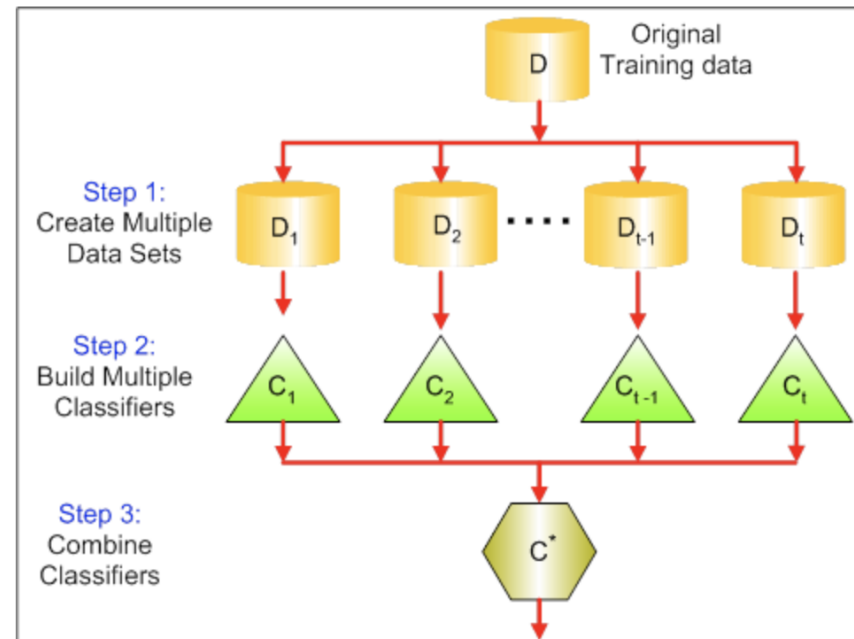 D
Original
Training data
Step 1:
Create Multiple
Data Sets
D₁
D₂
....
Dₜ₋₁
Dₜ
Step 2:
Build Multiple
Classifiers
C₁
C₂
Cₜ₋₁
Cₜ
Step 3:
Combine
Classifiers
C*